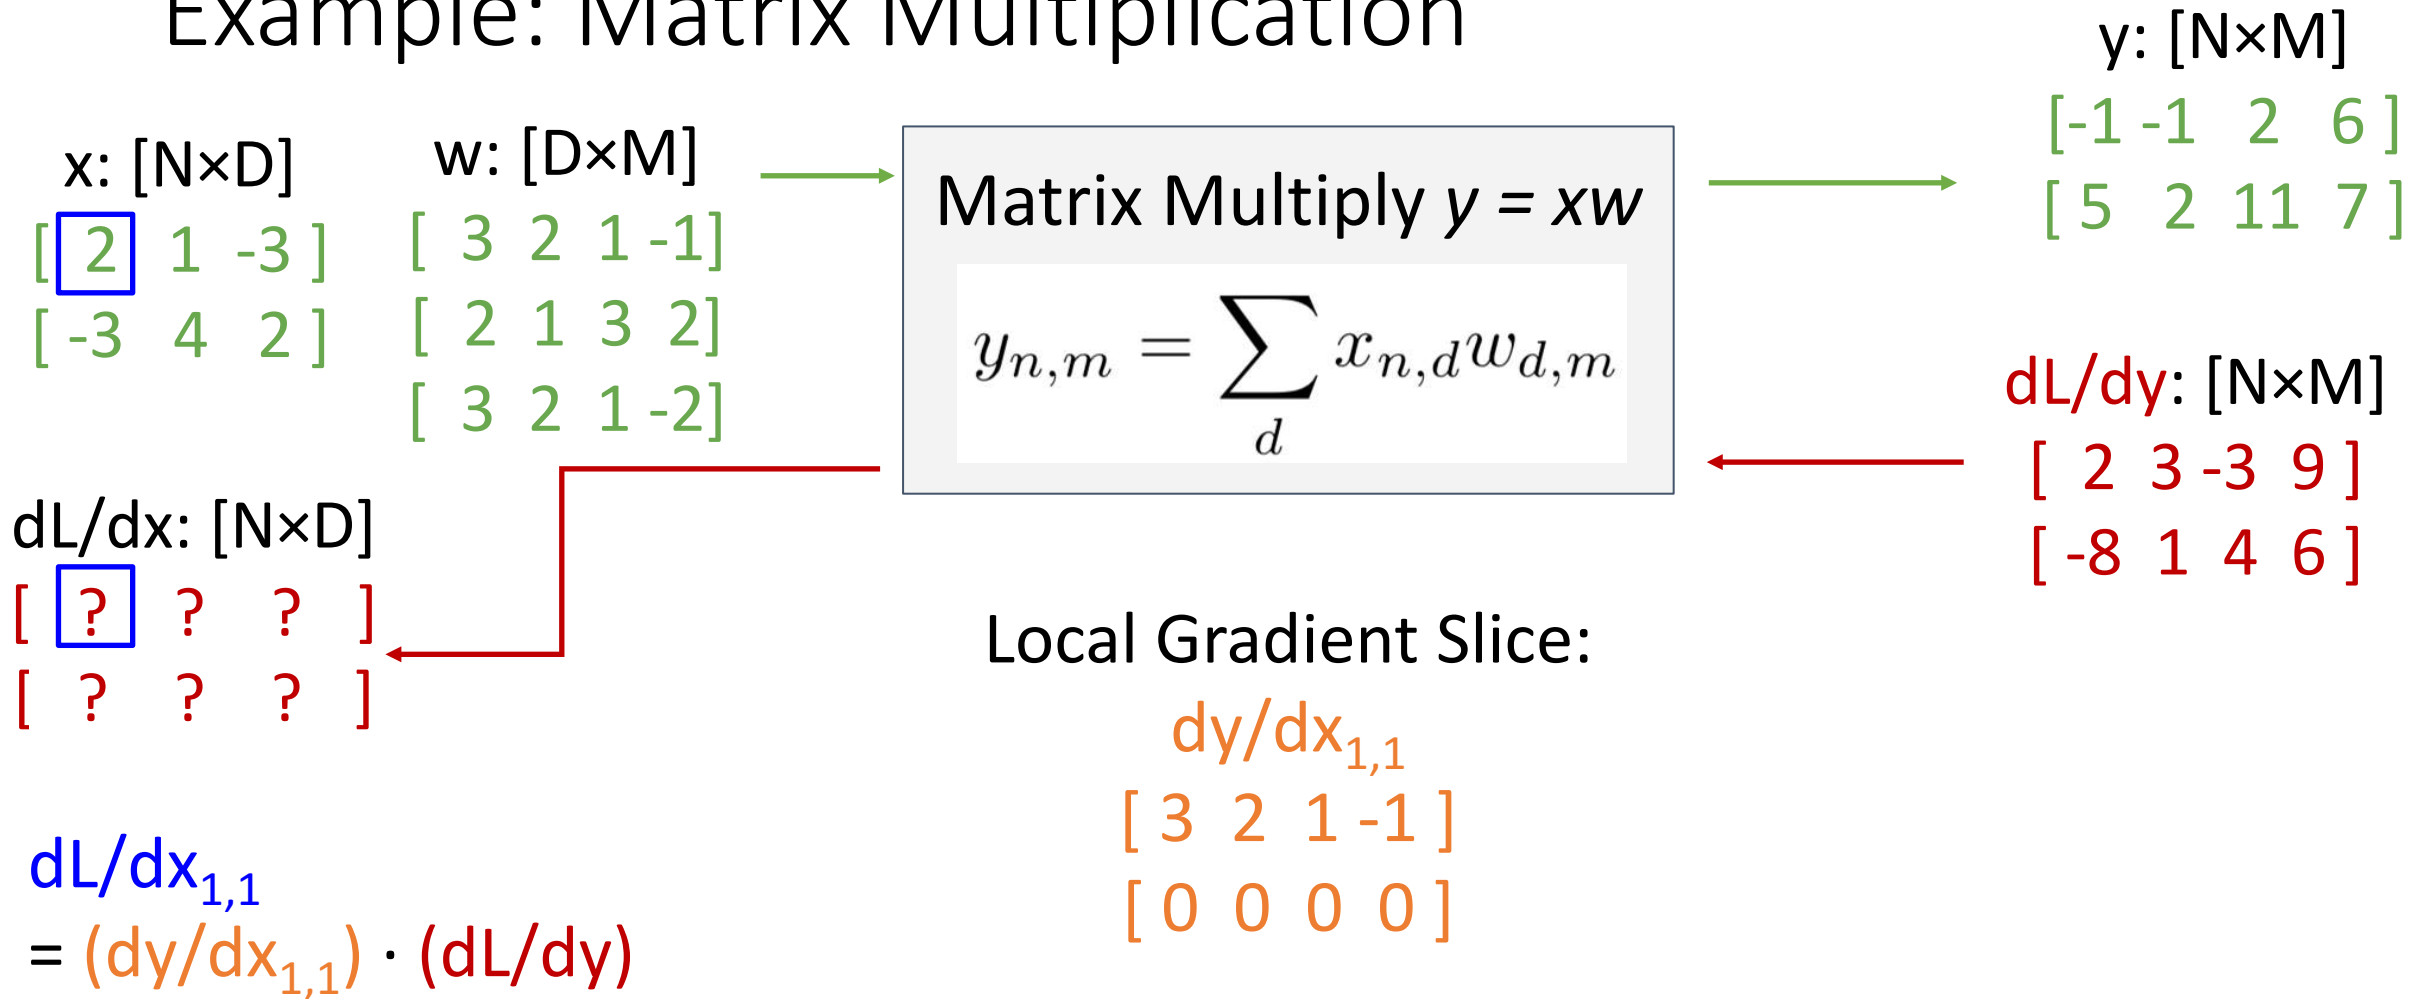 Example: Matrix Multiplication
x: [N×D]
[ 2 1 -3 ]
[ -3 4 2 ]
w: [D×M]
[ 3 2 1 -1]
[ 2 1 3 2]
[ 3 2 1 -2]
Matrix Multiply y = xw
y_{n,m} = \sum_{d} x_{n,d} w_{d,m}
y: [N×M]
[-1 -1 2 6 ]
[ 5 2 11 7 ]
dL/dy: [N×M]
[ 2 3 -3 9 ]
[ -8 1 4 6 ]
dL/dx: [N×D]
[ ? ? ? ]
[ ? ? ? ]
Local Gradient Slice:
dy/dx_{1,1}
[ 3 2 1 -1 ]
[ 0 0 0 0 ]
dL/dx_{1,1}
= (dy/dx_{1,1}) · (dL/dy)